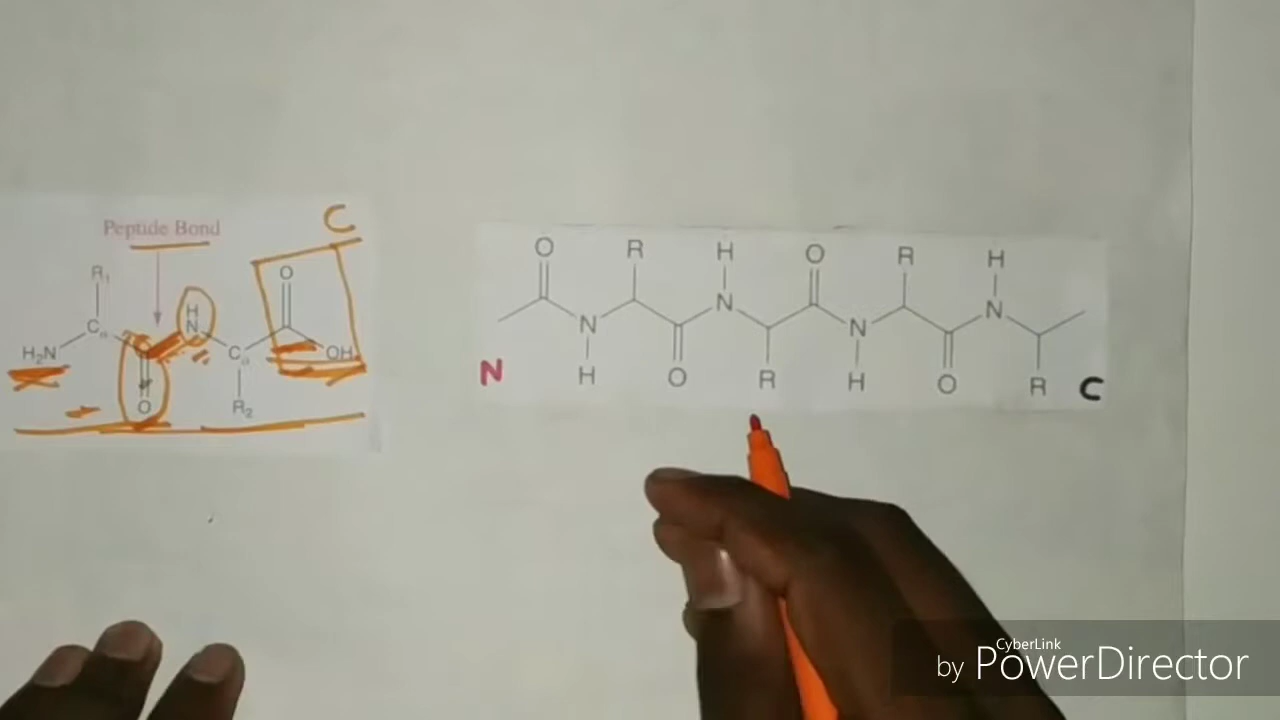 Peptide Bond
C
R₁
O
H
Cα
N
H₂N
Cα
OH
O
R₂
O R H O R H
N N
N N
H O R H O R
N C
CyberLink
by PowerDirector